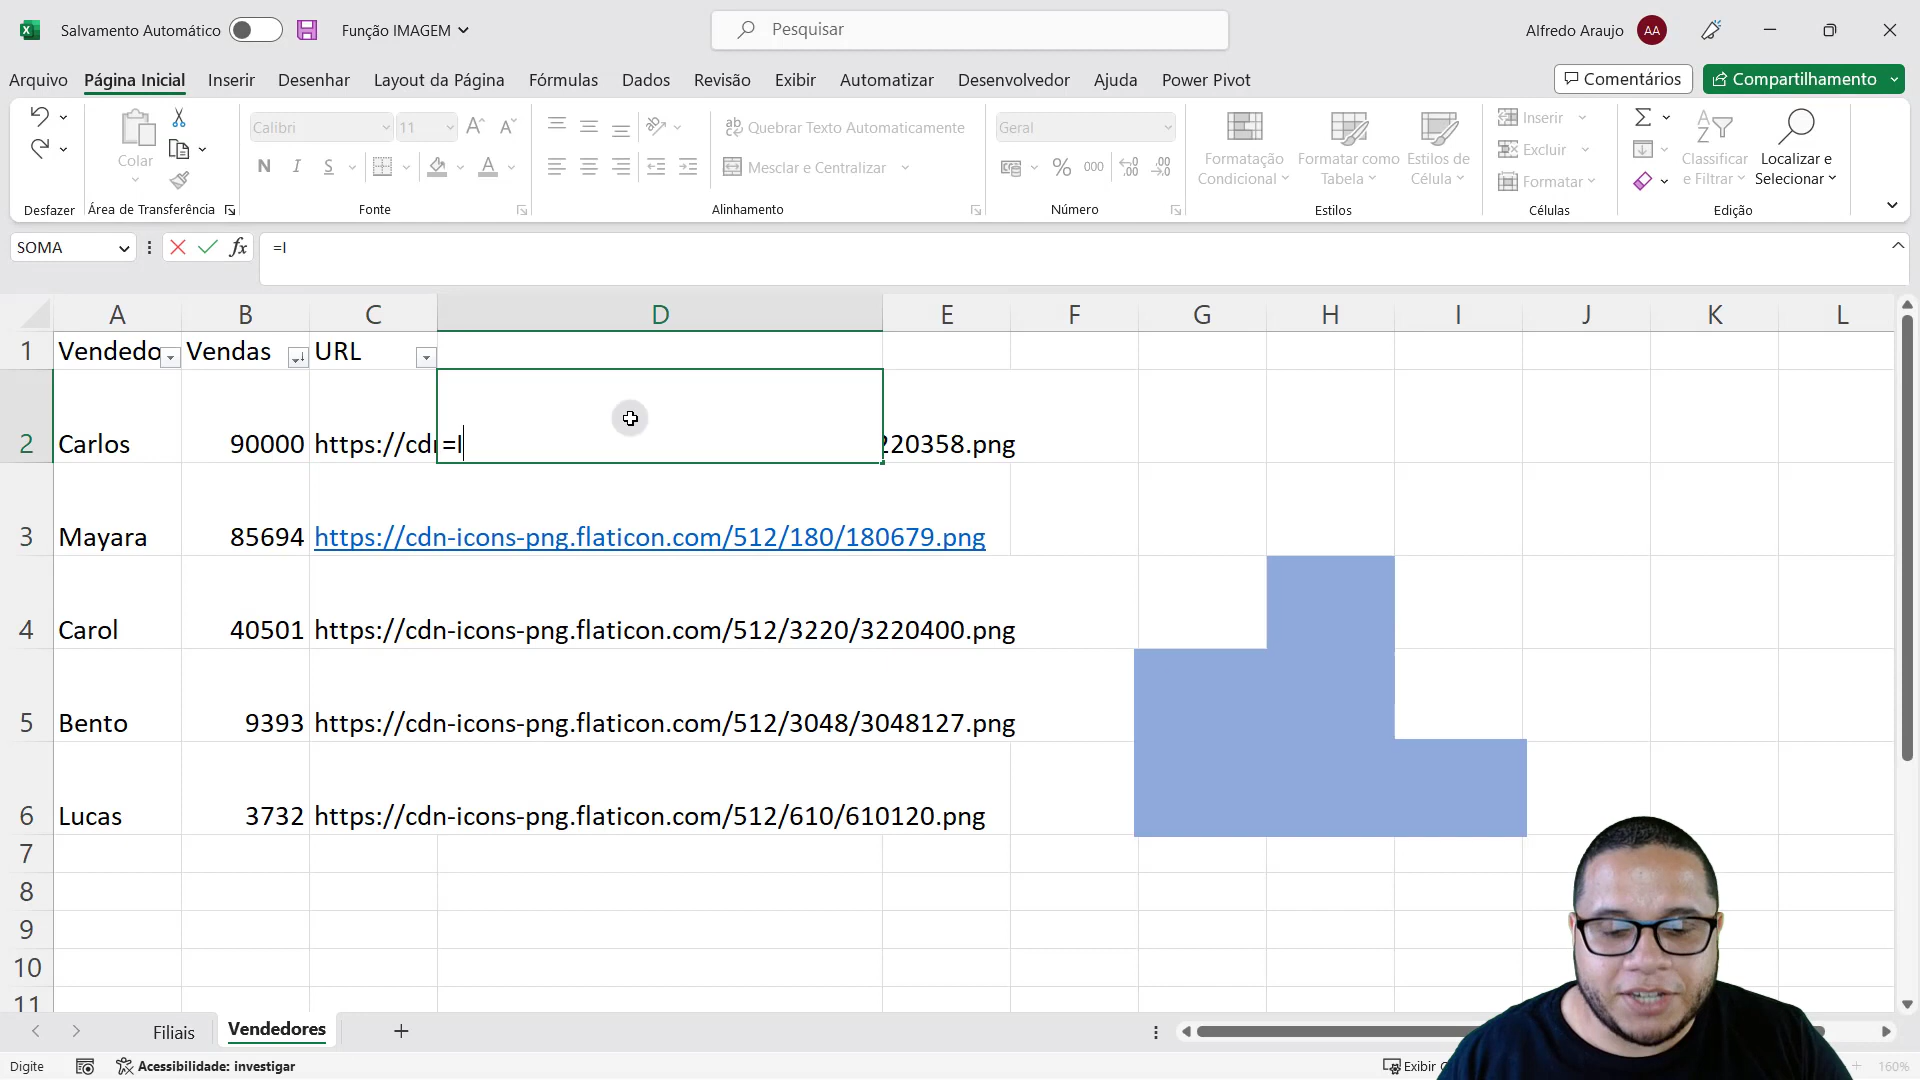 Salvamento Automático
Função IMAGEM
Pesquisar
Alfredo Araujo
AA
Arquivo Página Inicial Inserir Desenhar Layout da Página Fórmulas Dados Revisão Exibir Automatizar Desenvolvedor Ajuda Power Pivot
Comentários
Compartilhamento
Desfazer
Colar
Área de Transferência
Calibri
11
N I S
Fonte
Quebrar Texto Automaticamente
Mesclar e Centralizar
Alinhamento
Geral
% 000
Número
Formatação
Condicional
Formatar como
Tabela
Estilos de
Célula
Estilos
Inserir
Excluir
Formatar
Células
Classificar
e Filtrar
Localizar e
Selecionar
Edição
SOMA
fx
=I
A B C D E F G H I J K L
1 Vendedo Vendas URL
2 Carlos 90000 https://cdn =I 220358.png
3 Mayara 85694 https://cdn-icons-png.flaticon.com/512/180/180679.png
4 Carol 40501 https://cdn-icons-png.flaticon.com/512/3220/3220400.png
5 Bento 9393 https://cdn-icons-png.flaticon.com/512/3048/3048127.png
6 Lucas 3732 https://cdn-icons-png.flaticon.com/512/610/610120.png
7
8
9
10
11
Filiais
Vendedores
Digite
Acessibilidade: investigar
Exibir
160%